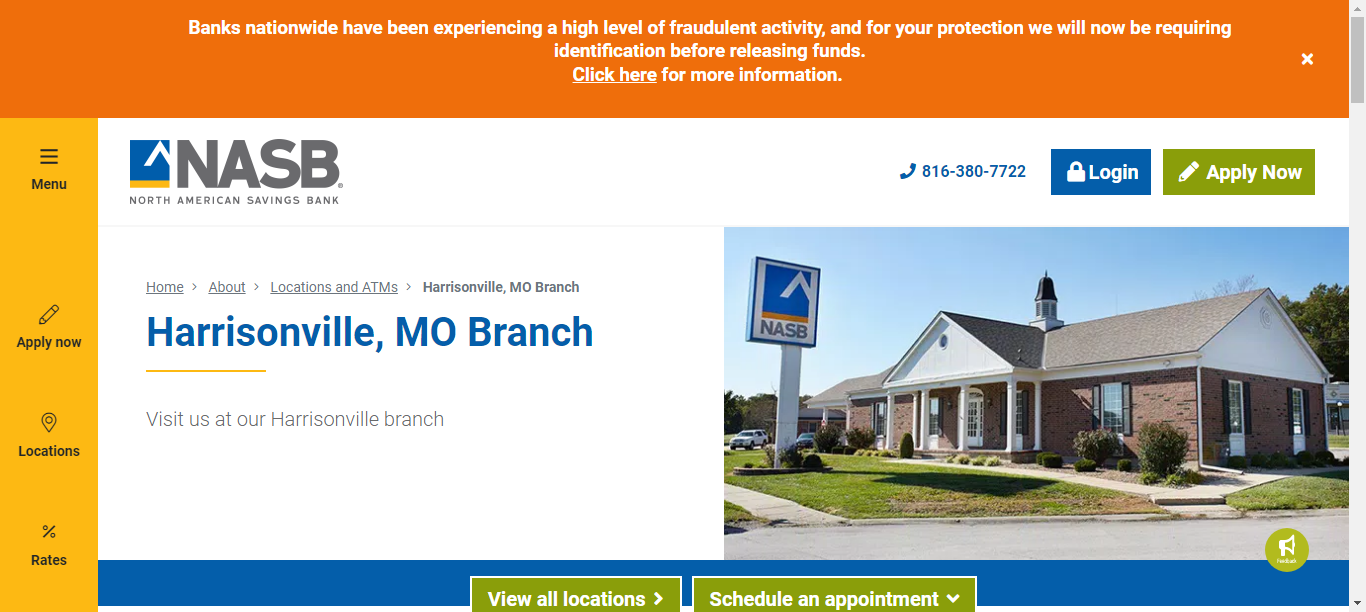 Banks nationwide have been experiencing a high level of fraudulent activity, and for your protection we will now be requiring
identification before releasing funds.
Click here for more information.
Menu
NASB
NORTH AMERICAN SAVINGS BANK
816-380-7722
Login
Apply Now
Home > About > Locations and ATMs > Harrisonville, MO Branch
Harrisonville, MO Branch
Visit us at our Harrisonville branch
NASB
Apply now
Locations
Rates
Feedback
View all locations
Schedule an appointment